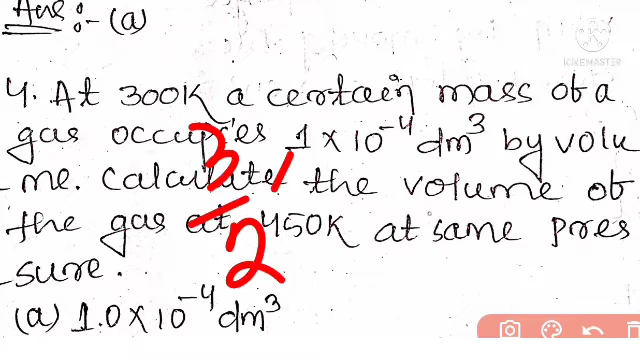 Ans :- (a)
KINEMASTER
4. At 300K a certain mass of a
gas occupies 1 × 10⁻⁴ dm³ by volu
-me. Calculate the volume of
the gas at 450K at same pres
-sure.
3/2 1
(a) 1.0 × 10⁻⁴ dm³